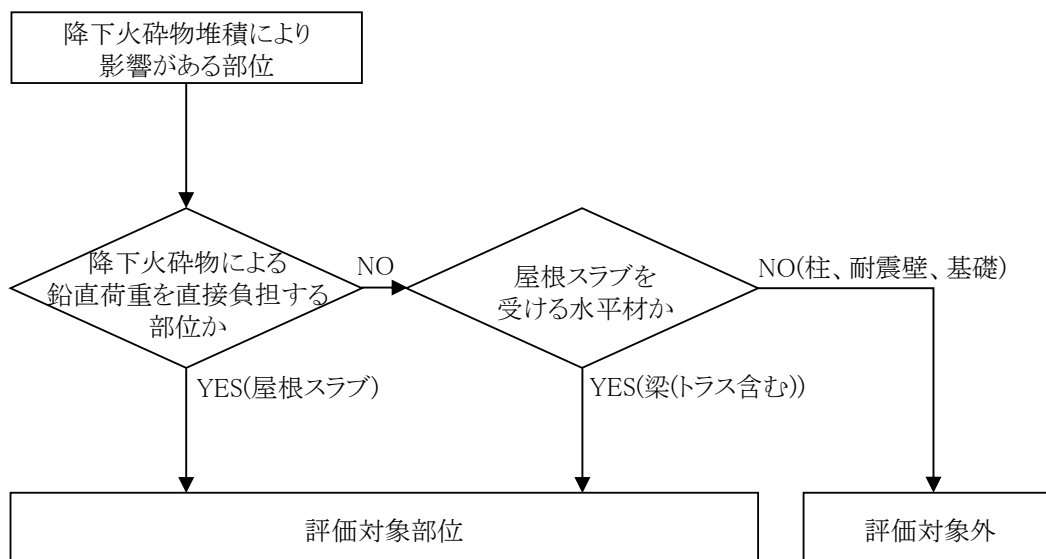 降下火砕物堆積により
影響がある部位
降下火砕物による
鉛直荷重を直接負担する
部位か
NO
屋根スラブを
受ける水平材か
NO(柱、耐震壁、基礎)
YES(屋根スラブ)
YES(梁(トラス含む))
評価対象部位
評価対象外